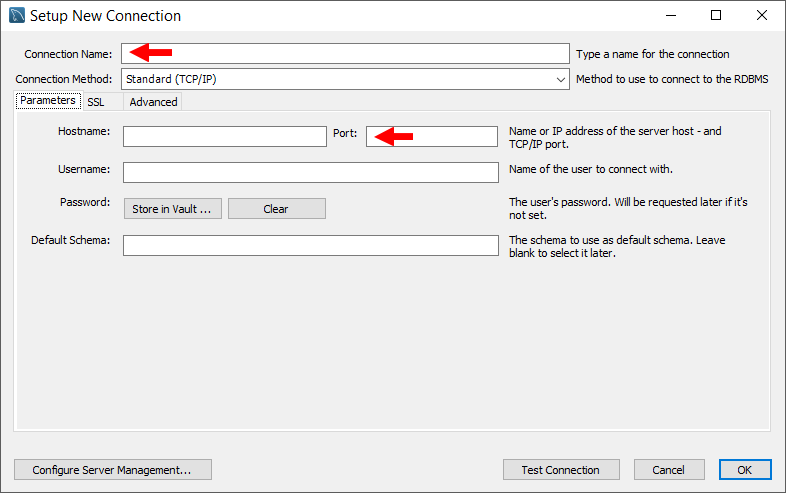 Setup New Connection
Connection Name: Type a name for the connection
Connection Method: Standard (TCP/IP) Method to use to connect to the RDBMS
Parameters SSL Advanced
Hostname: Port: Name or IP address of the server host - and
TCP/IP port.
Username: Name of the user to connect with.
Password: Store in Vault ... Clear The user's password. Will be requested later if it's
not set.
Default Schema: The schema to use as default schema. Leave
blank to select it later.
Configure Server Management... Test Connection Cancel OK